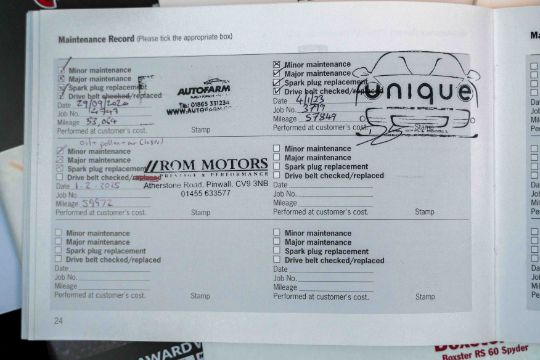 Maintenance Record (Please tick the appropriate box)
Minor maintenance
Major maintenance
Spark plug replacement
Drive belt checked/replaced
Date 29/09/2020
Job No.
Mileage 53,064
Performed at customer's cost. Stamp
AUTOFARM
Tel: 01865 331234
Minor maintenance
Major maintenance
Spark plug replacement
Drive belt checked/replaced
Date 4/1/23
Job No. 3799
Mileage 57849
Performed at customer's cost. Stamp
unique
Minor maintenance
Major maintenance
Spark plug replacement
Drive belt checked/
Date 1-2-2025
Job No.
Mileage 59972
Performed at customer's cost. Stamp
ROM MOTORS
PRESTIGE & PERFORMANCE
Atherstone Road, Pinwall, CV9 3NB
01455 633577
Minor maintenance
Major maintenance
Spark plug replacement
Drive belt checked/replaced
Date
Job No.
Mileage
Performed at customer's cost. Stamp
Minor maintenance
Major maintenance
Spark plug replacement
Drive belt checked/replaced
Date
Job No.
Mileage
Performed at customer's cost. Stamp
Minor maintenance
Major maintenance
Spark plug replacement
Drive belt checked/replaced
Date
Job No.
Mileage
Performed at customer's cost. Stamp
24
Ma
Boxster RS 60 Spyder